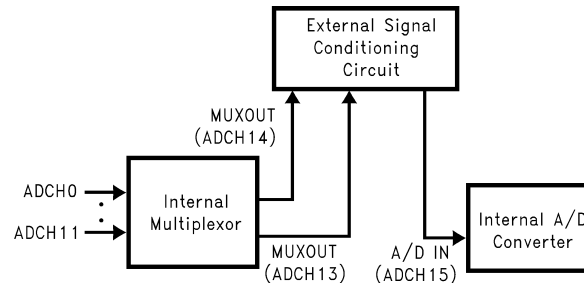 External Signal
Conditioning
Circuit
MUXOUT
(ADCH14)
ADCH0
ADCH11
Internal
Multiplexor
MUXOUT
(ADCH13)
A/D IN
(ADCH15)
Internal A/D
Converter